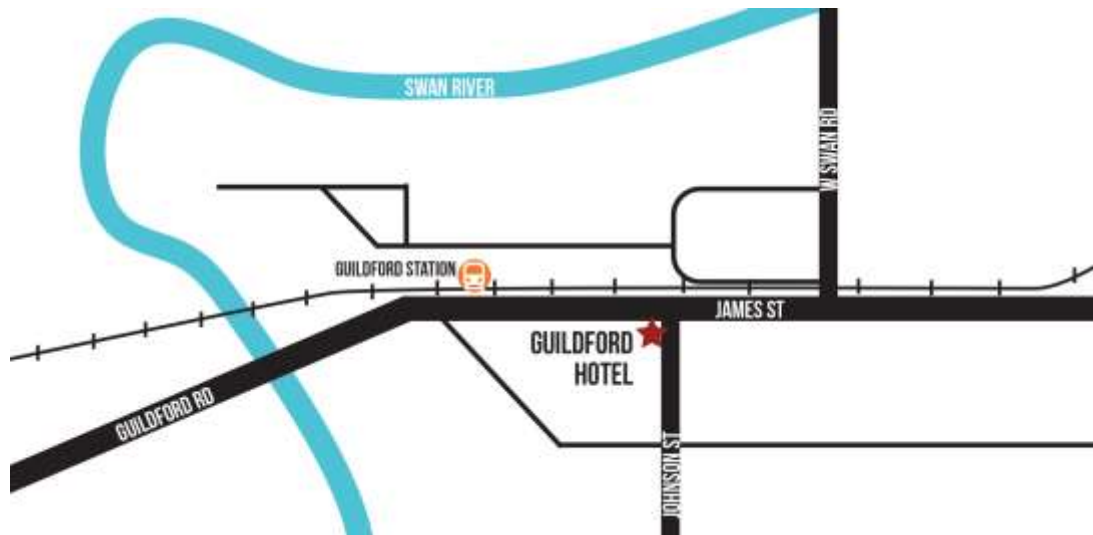 SWAN RIVER
W SWAN RD
GUILDFORD STATION
JAMES ST
GUILDFORD
HOTEL
GUILDFORD RD
JOHNSON ST